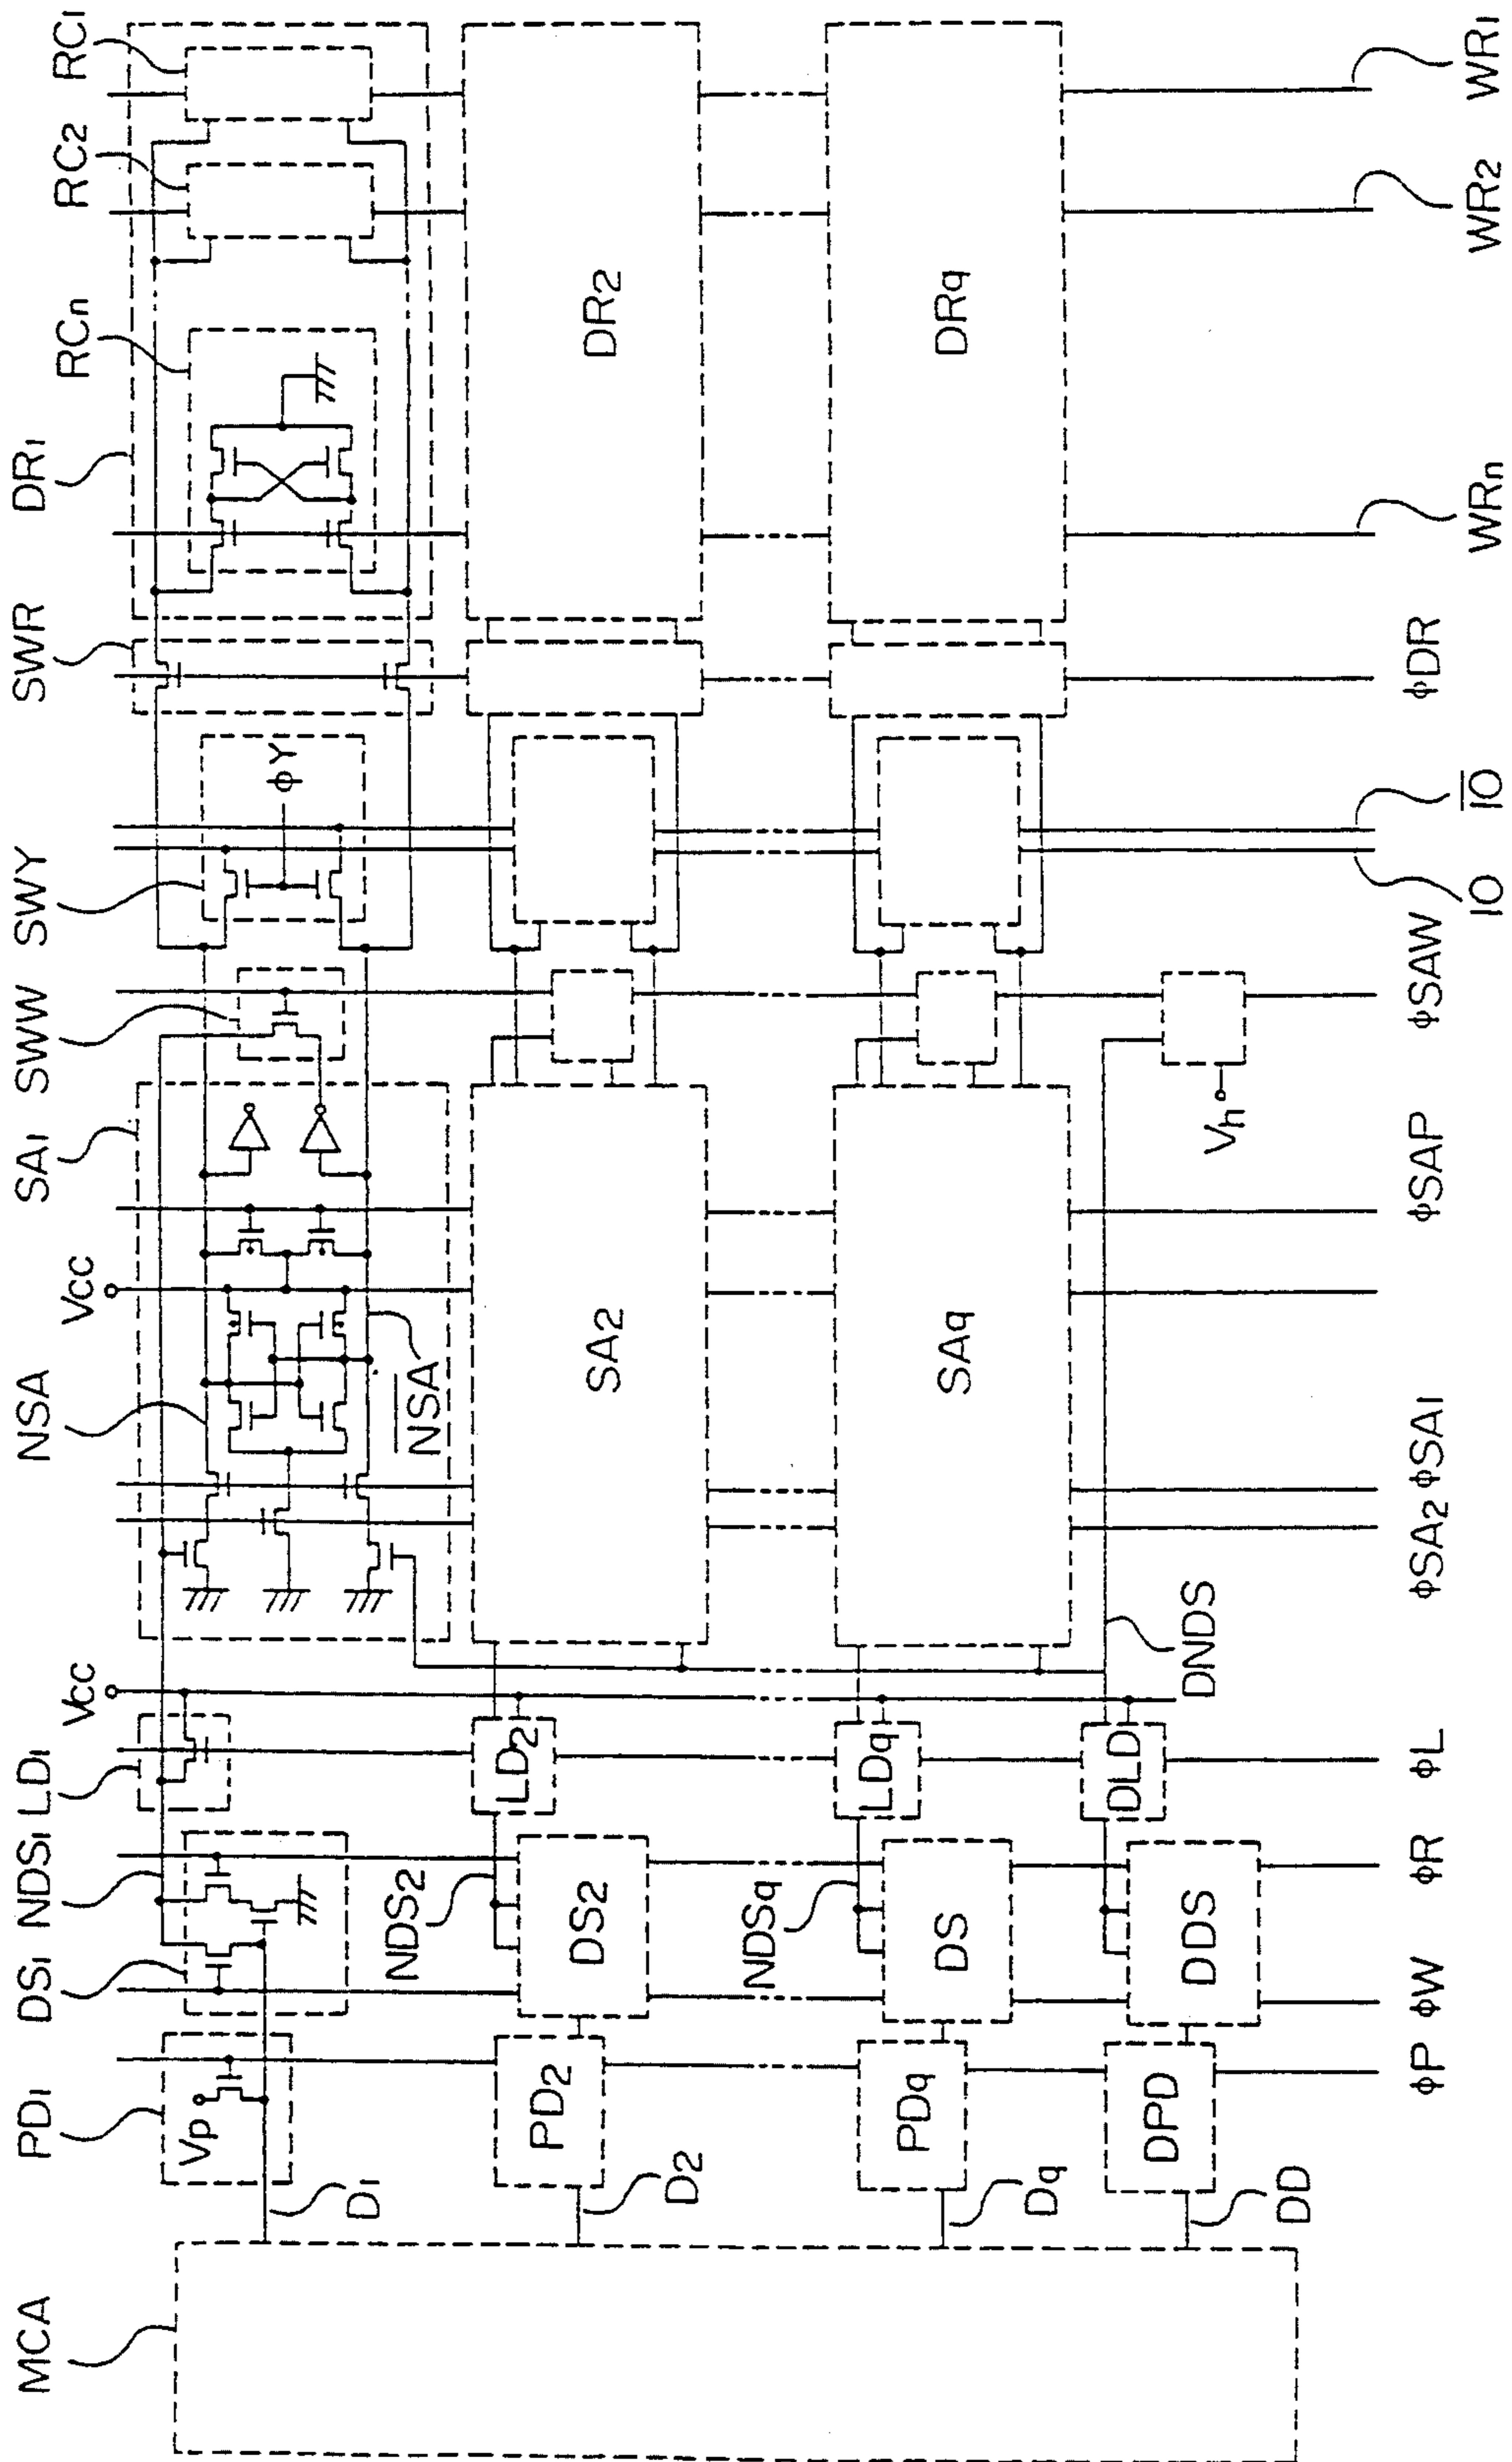 MCA
PD1
DS1
NDS1
LD1
Vcc
NSA
Vcc
SA1
SWW
SWY
SWR
DR1
RCn
RC2
RC1
Vp
D1
N̅S̅A̅
ϕY
NDS2
D2
PD2
DS2
LD2
SA2
DR2
NDSq
Dq
PDq
DS
LDq
SAq
DRq
DD
DPD
DDS
DLD
DNDS
Vh
ϕP
ϕW
ϕR
ϕL
ϕSA2
ϕSA1
ϕSAP
ϕSAW
IO
I̅O̅
ϕDR
WRn
WR2
WR1